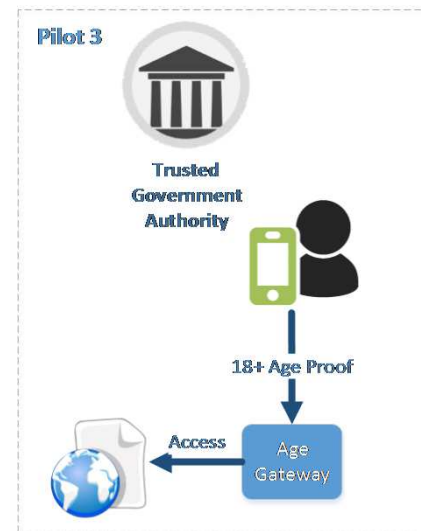 Pilot 3
Trusted
Government
Authority
18+ Age Proof
Access
Age
Gateway